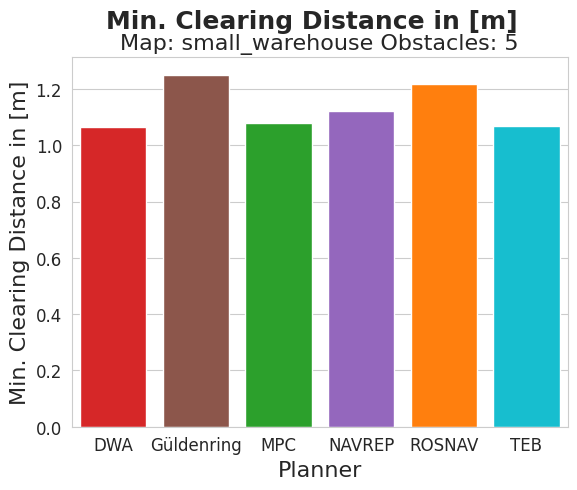 Min. Clearing Distance in [m]
Map: small_warehouse Obstacles: 5
Min. Clearing Distance in [m]
1.2
1.0
0.8
0.6
0.4
0.2
0.0
DWA Güldenring MPC NAVREP ROSNAV TEB
Planner